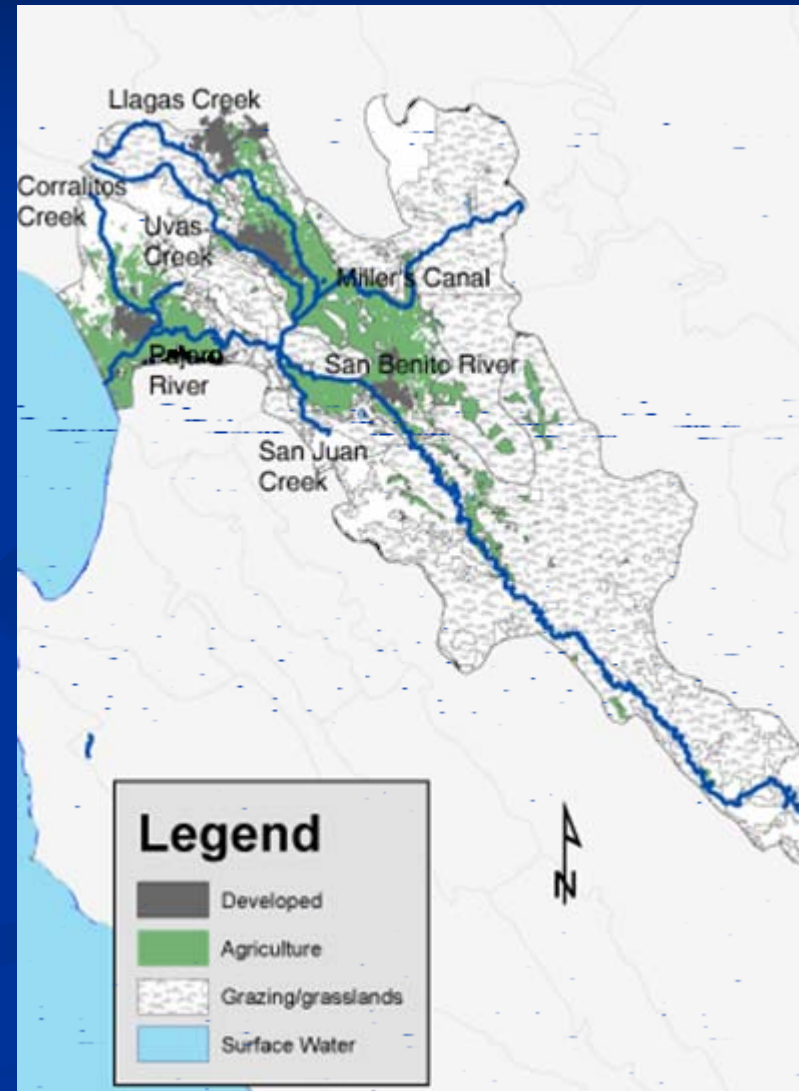 Llagas Creek
Corralitos
Creek
Uvas
Creek
Miller's Canal
Pajaro
River
San Benito River
San Juan
Creek
N
Legend
Developed
Agriculture
Grazing/grasslands
Surface Water